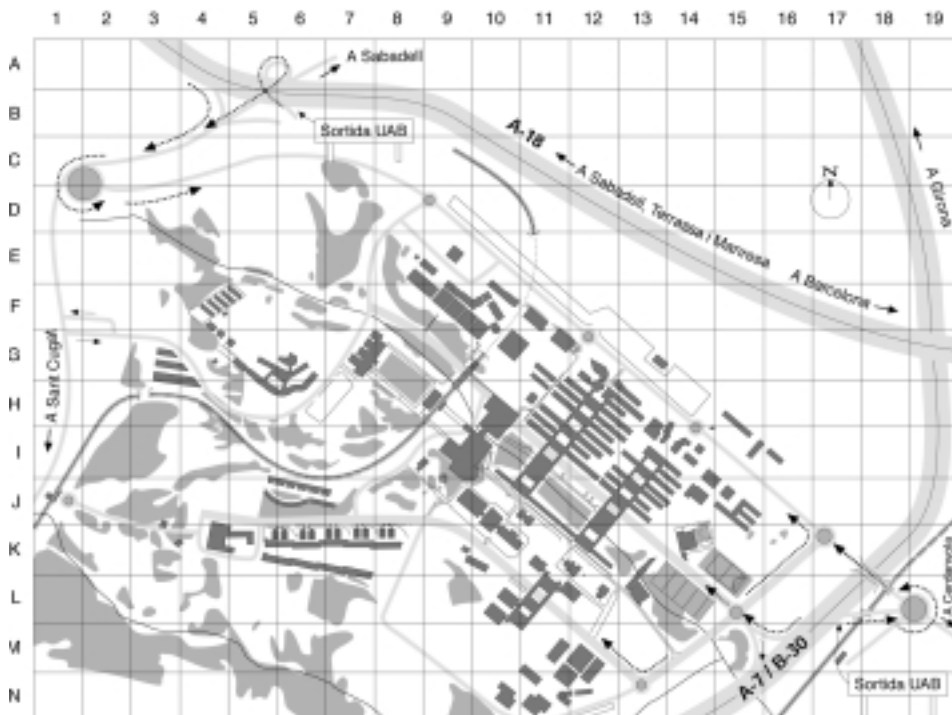 1 2 3 4 5 6 7 8 9 10 11 12 13 14 15 16 17 18 19
A
B
C
D
E
F
G
H
I
J
K
L
M
N
A Sabadell
Sortida UAB
A-18
A Sabadell, Terrassa i Manresa
N
A Girona
A Barcelona
A Sant Cugat
A-7 / B-30
Sortida UAB